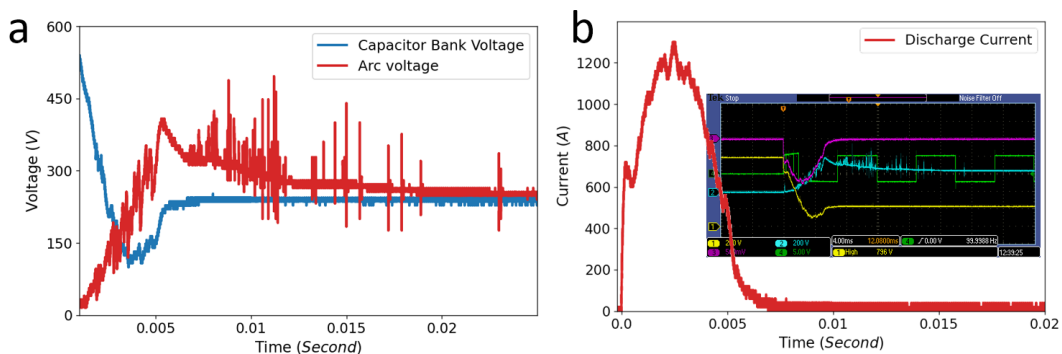 a
Capacitor Bank Voltage
Arc voltage
Voltage (V)
600
450
300
150
0
0.005
0.01
0.015
0.02
Time (Second)
b
Discharge Current
Current (A)
1200
1000
800
600
400
200
0
0.0
0.005
0.01
0.015
0.02
Time (Second)
Tek Stop
Noise Filter Off
200 V
200 V
4.00ms
12.0800ms
0.00 V
99.9988 Hz
5.00 V
High
796 V
12:39:25